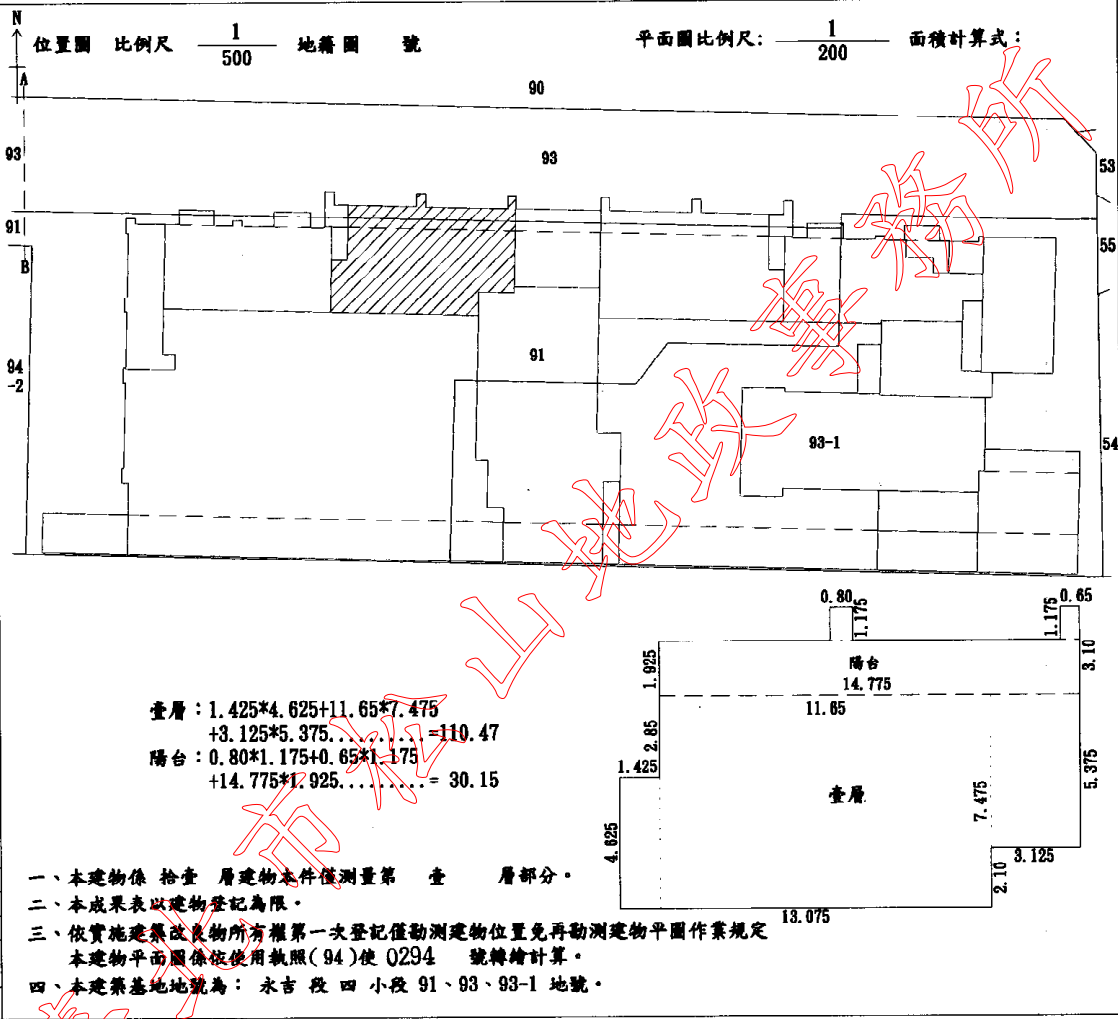 N
位置圖 比例尺 1/500 地籍圖 號
平面圖比例尺: 1/200 面積計算式:
A
90
93
93
53
91
55
B
91
94-2
93-1
54
0.80
0.65
1.175
1.175
1.925
陽台
3.10
14.775
11.65
2.85
1.425
壹層
7.475
5.375
4.625
3.125
2.10
13.075
壹層:1.425*4.625+11.65*7.475
+3.125*5.375..........=110.47
陽台:0.80*1.175+0.65*1.175
+14.775*1.925.........= 30.15
一、本建物係 拾壹 層建物本件僅測量第 壹 層部分。
二、本成果表以建物登記為限。
三、依實施建築改良物所有權第一次登記僅勘測建物位置免再勘測建物平圖作業規定
本建物平面圖係依使用執照(94)使 0294 號轉繪計算。
四、本建築基地地號為: 永吉 段 四 小段 91、93、93-1 地號。
北市松山地政事務所